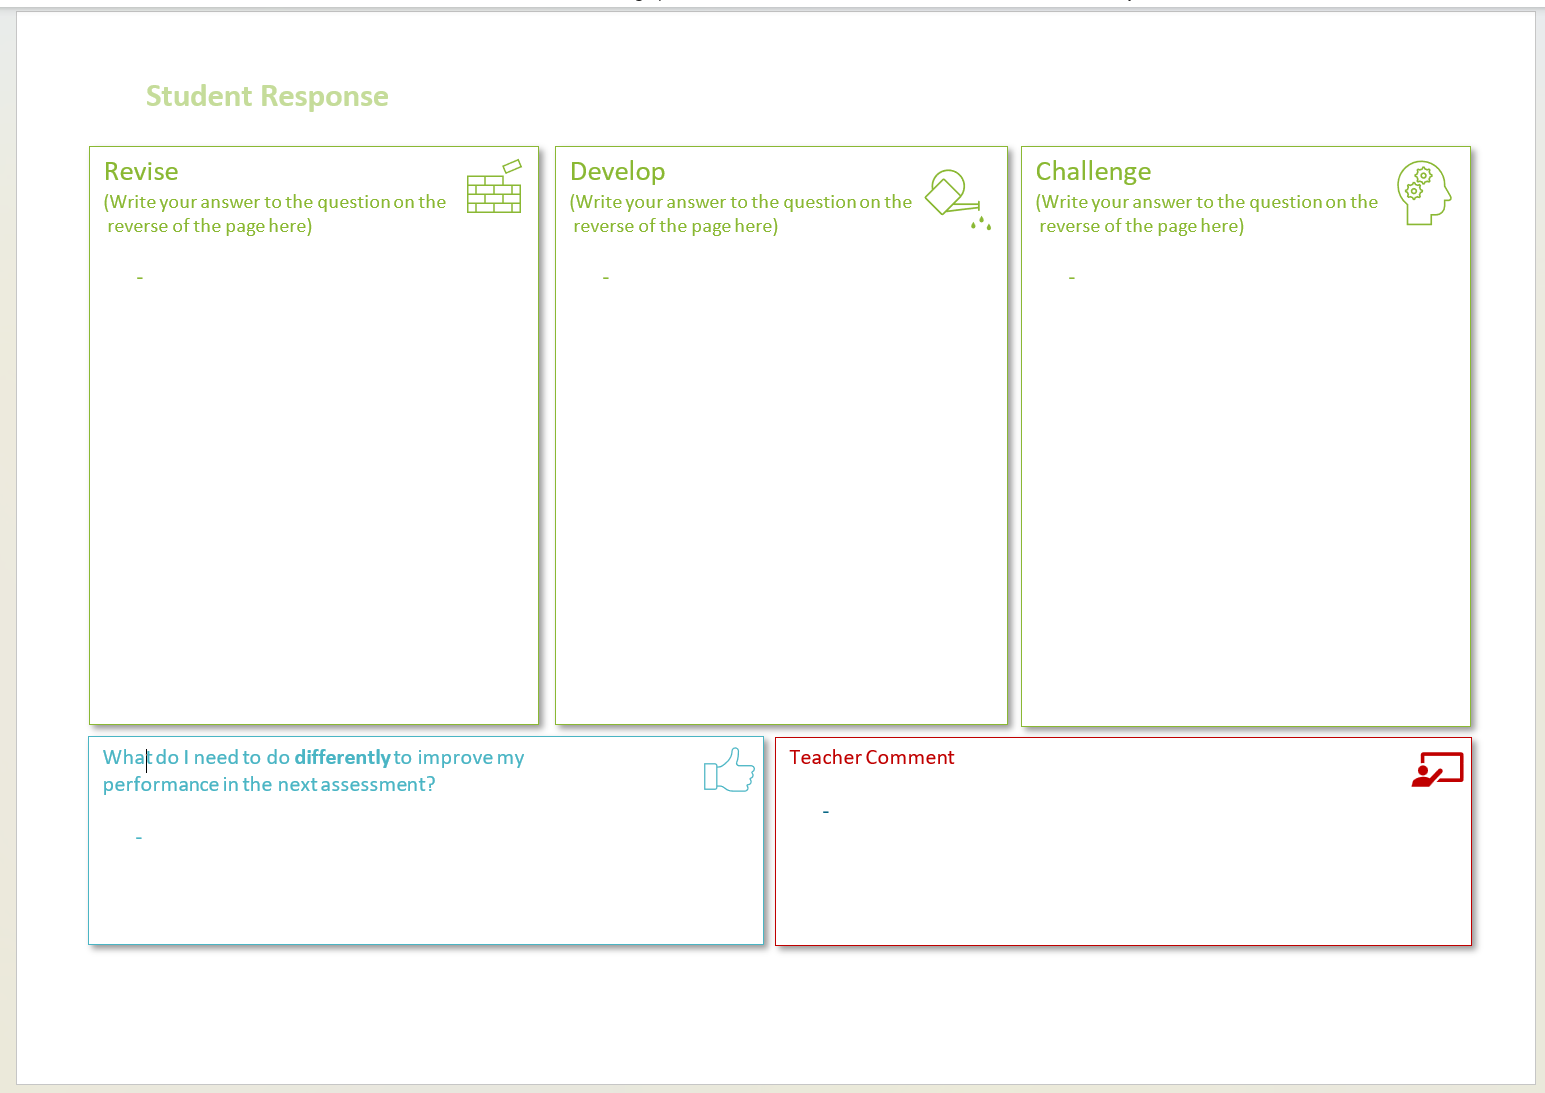 Student Response
Revise
(Write your answer to the question on the
reverse of the page here)
-
Develop
(Write your answer to the question on the
reverse of the page here)
-
Challenge
(Write your answer to the question on the
reverse of the page here)
-
What do I need to do differently to improve my
performance in the next assessment?
-
Teacher Comment
-